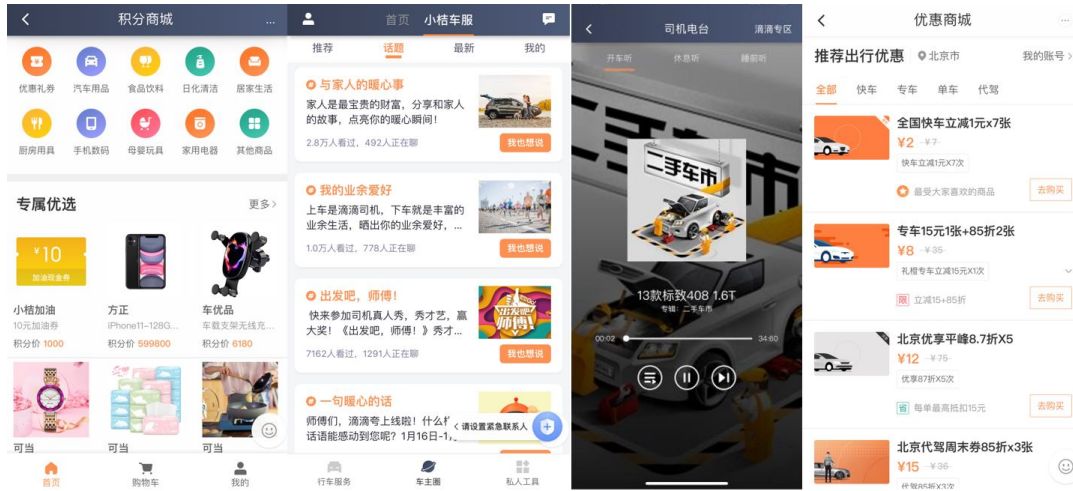 积分商城
...
优惠礼券
汽车用品
食品饮料
日化清洁
居家生活
厨房用具
手机数码
母婴玩具
家用电器
其他商品
专属优选
更多>
¥10
加油现金券
小桔加油
10元加油券
积分价 1000
方正
iPhone11-128G...
积分价 599800
车优品
车载支架无线充...
积分价 6180
可当
可当
可当
首页
购物车
我的
首页
小桔车服
推荐
话题
最新
我的
与家人的暖心事
家人是最宝贵的财富，分享和家人
的故事，点亮你的暖心瞬间！
2.8万人看过，492人正在聊
我也想说
我的业余爱好
上车是滴滴司机，下车就是丰富的
业余生活，晒出你的业余爱好，...
1.0万人看过，778人正在聊
我也想说
出发吧，师傅！
快来参加司机真人秀，秀才艺，赢
大奖！《出发吧，师傅！》秀才...
出发吧
师傅!
7162人看过，1291人正在聊
我也想说
一句暖心的话
师傅们，滴滴夸上线啦！什么
话语能感动到您呢？1月16日-1
<请设置紧急联系人
行车服务
车主圈
私人工具
司机电台
滴滴专区
开车听
休息听
睡前听
二手车市
13款标致408 1.6T
专辑：二手车市
00:02
34:60
优惠商城
...
推荐出行优惠
北京市
我的账号>
全部
快车
专车
单车
代驾
全国快车立减1元x7张
¥2 ¥7
快车立减1元X7次
最受大家喜欢的商品
去购买
专车15元1张+85折2张
¥8 ¥35
礼橙专车立减15元X1次
限 立减15+85折
去购买
北京优享平峰8.7折X5
¥12 ¥75
优享87折X5次
省 每单最高抵扣15元
去购买
北京代驾周末券85折x3张
¥15 ¥36
代驾85折X3次